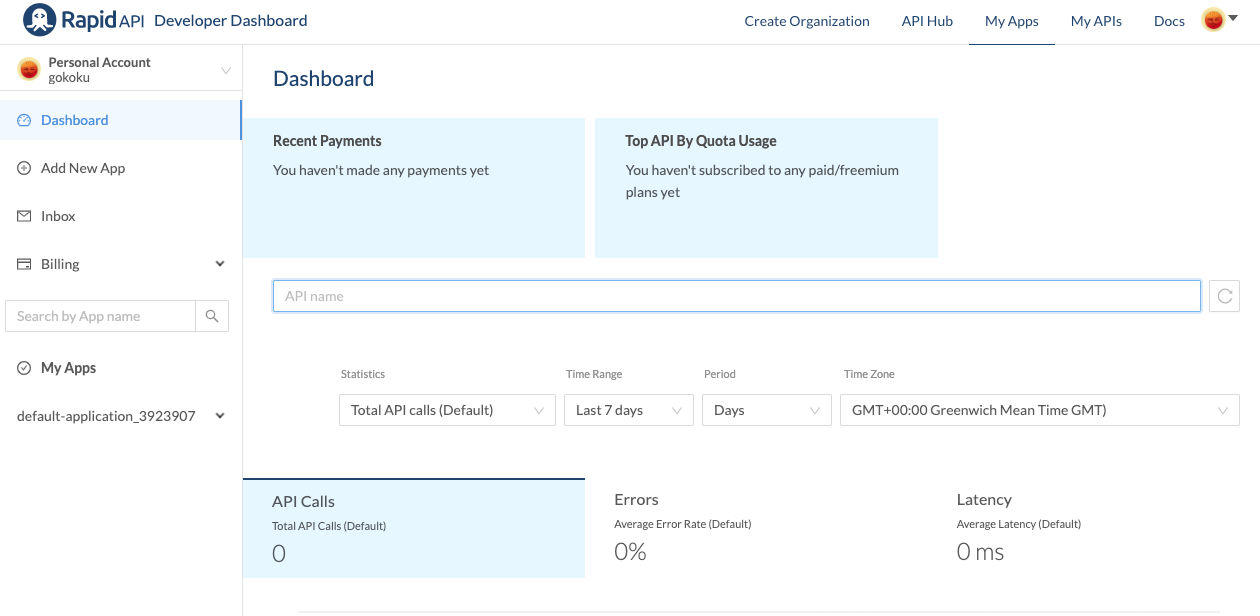 Rapid API Developer Dashboard
Create Organization
API Hub
My Apps
My APIs
Docs
Personal Account
gokoku
Dashboard
Add New App
Inbox
Billing
Search by App name
My Apps
default-application_3923907
Dashboard
Recent Payments
You haven't made any payments yet
Top API By Quota Usage
You haven't subscribed to any paid/freemium
plans yet
API name
Statistics
Total API calls (Default)
Time Range
Last 7 days
Period
Days
Time Zone
GMT+00:00 Greenwich Mean Time GMT)
API Calls
Total API Calls (Default)
0
Errors
Average Error Rate (Default)
0%
Latency
Average Latency (Default)
0 ms